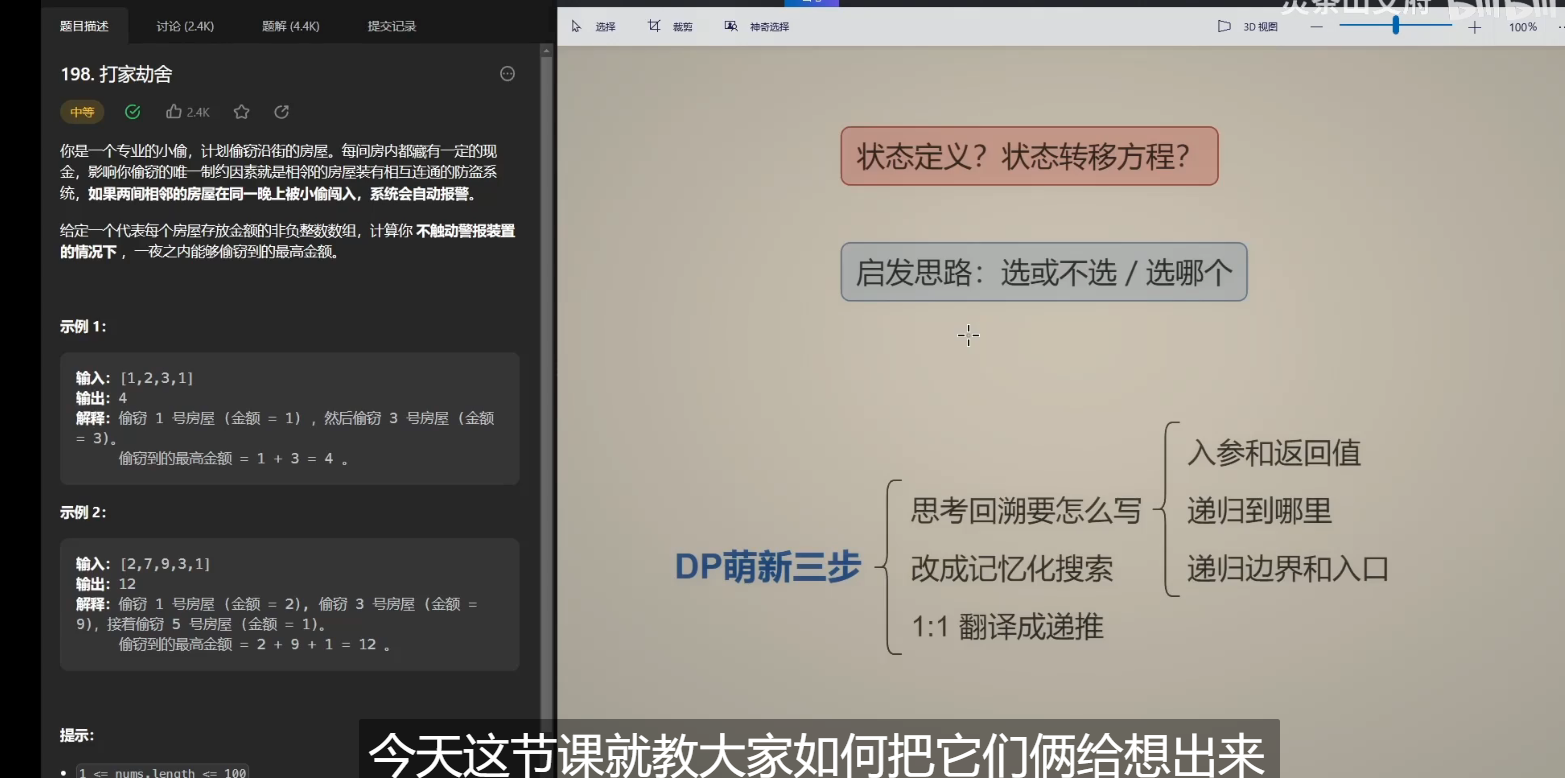 题目描述
讨论 (2.4K)
题解 (4.4K)
提交记录
198. 打家劫舍
中等
2.4K
你是一个专业的小偷，计划偷窃沿街的房屋。每间房内都藏有一定的现
金，影响你偷窃的唯一制约因素就是相邻的房屋装有相互连通的防盗系
统，如果两间相邻的房屋在同一晚上被小偷闯入，系统会自动报警。
给定一个代表每个房屋存放金额的非负整数数组，计算你 不触动警报装置
的情况下 ，一夜之内能够偷窃到的最高金额。
示例 1：
输入：[1,2,3,1]
输出：4
解释：偷窃 1 号房屋 (金额 = 1) ，然后偷窃 3 号房屋 (金额
= 3)。
偷窃到的最高金额 = 1 + 3 = 4 。
示例 2：
输入：[2,7,9,3,1]
输出：12
解释：偷窃 1 号房屋 (金额 = 2), 偷窃 3 号房屋 (金额 =
9)，接着偷窃 5 号房屋 (金额 = 1)。
偷窃到的最高金额 = 2 + 9 + 1 = 12 。
提示：
1 <= nums.length <= 100
选择
裁剪
神奇选择
3D 视图
100%
bilibili
状态定义？状态转移方程？
启发思路：选或不选 / 选哪个
DP萌新三步
思考回溯要怎么写
改成记忆化搜索
1:1 翻译成递推
入参和返回值
递归到哪里
递归边界和入口
今天这节课就教大家如何把它们俩给想出来